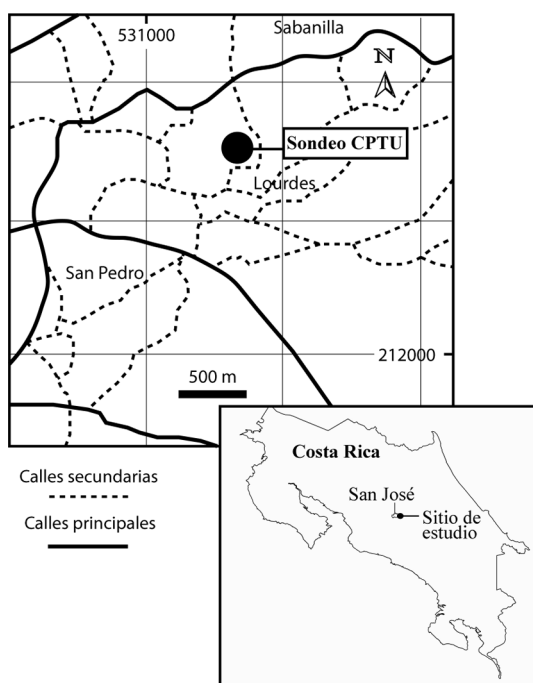 531000
Sabanilla
N
Sondeo CPTU
Lourdes
San Pedro
212000
500 m
Calles secundarias
Calles principales
Costa Rica
San José
Sitio de
estudio